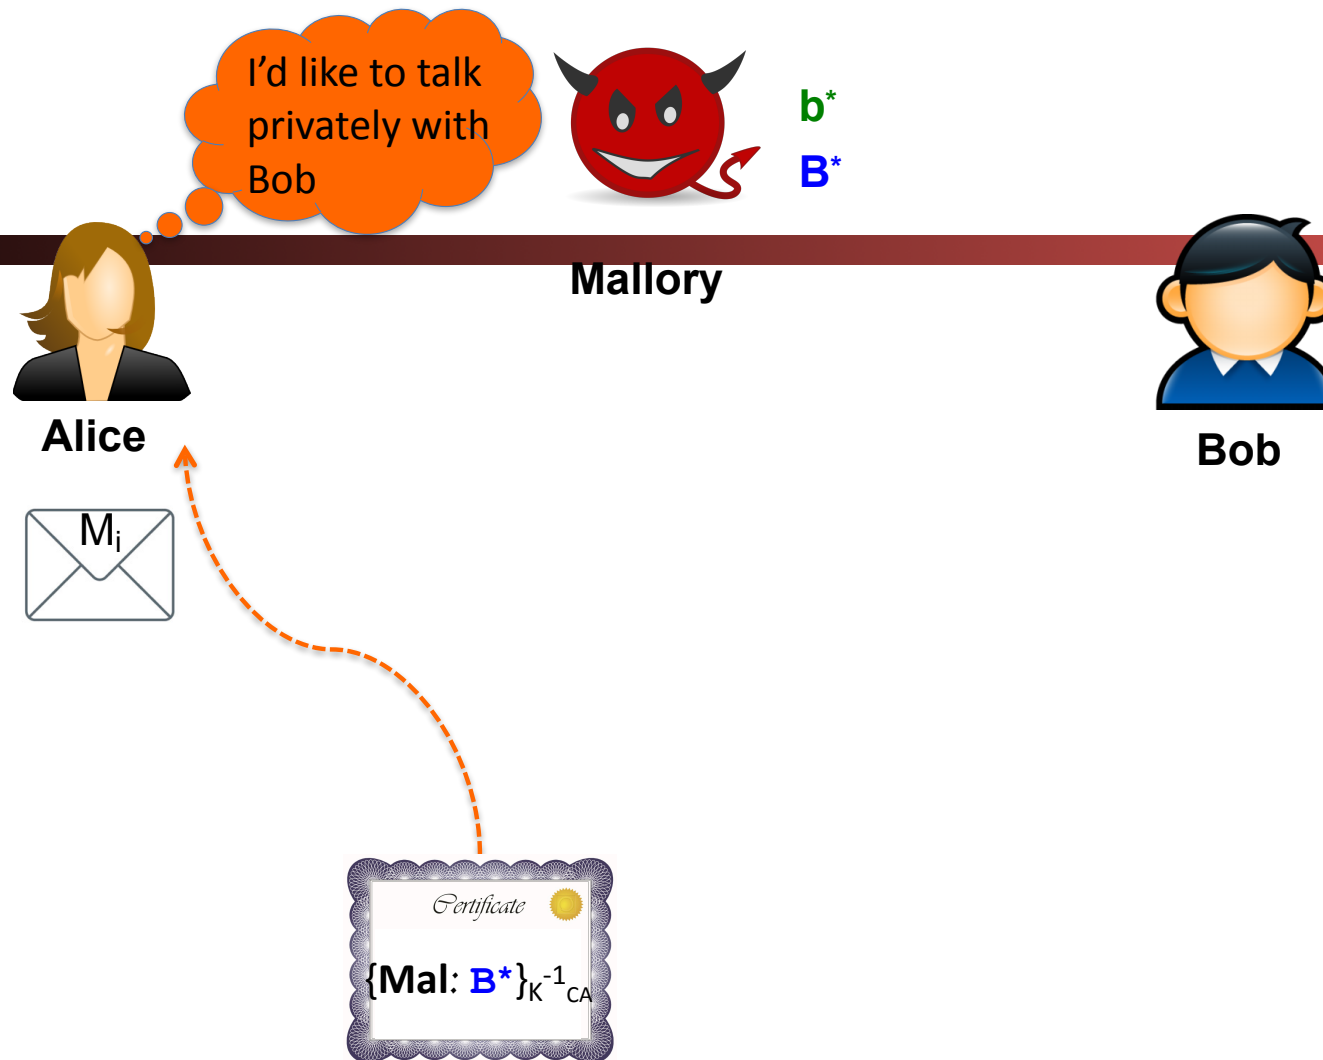 I’d like to talk
privately with
Bob
b*
B*
Mallory
Alice
Bob
Mi
Certificate
{Mal: B*}K-1CA